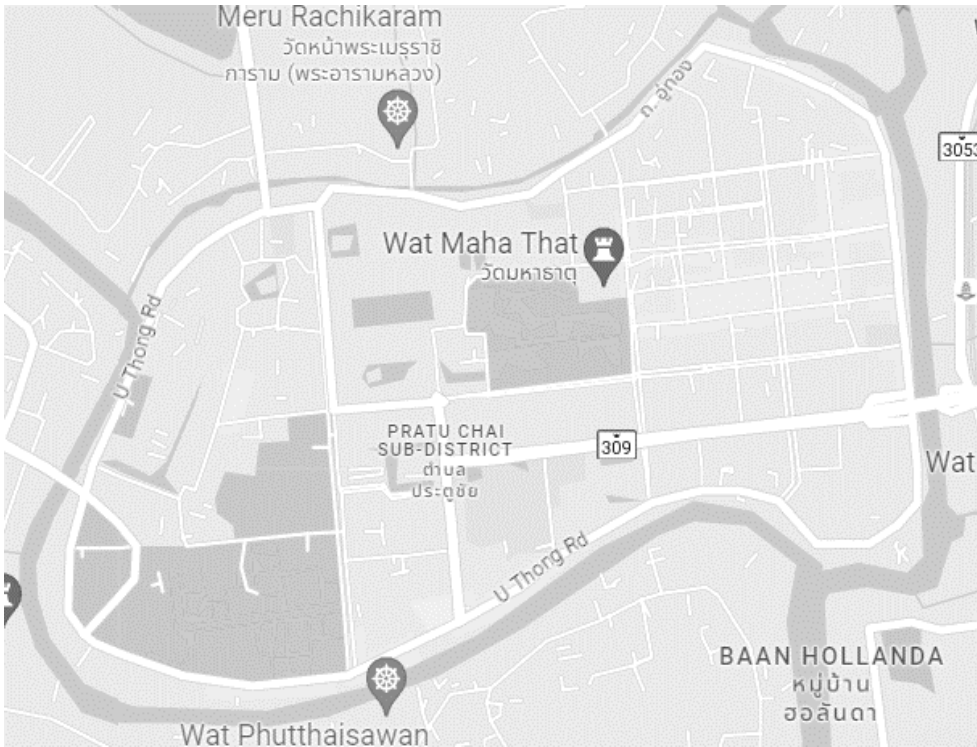 Meru Rachikaram
วัดหน้าพระเมรุราชิ
การาม (พระอารามหลวง)
ถ. อู่ทอง
3053
Wat Maha That
วัดมหาธาตุ
U Thong Rd
PRATU CHAI
SUB-DISTRICT
ตำบล
ประตูชัย
309
Wat
U Thong Rd
BAAN HOLLANDA
หมู่บ้าน
ฮอลันดา
Wat Phutthaisawan